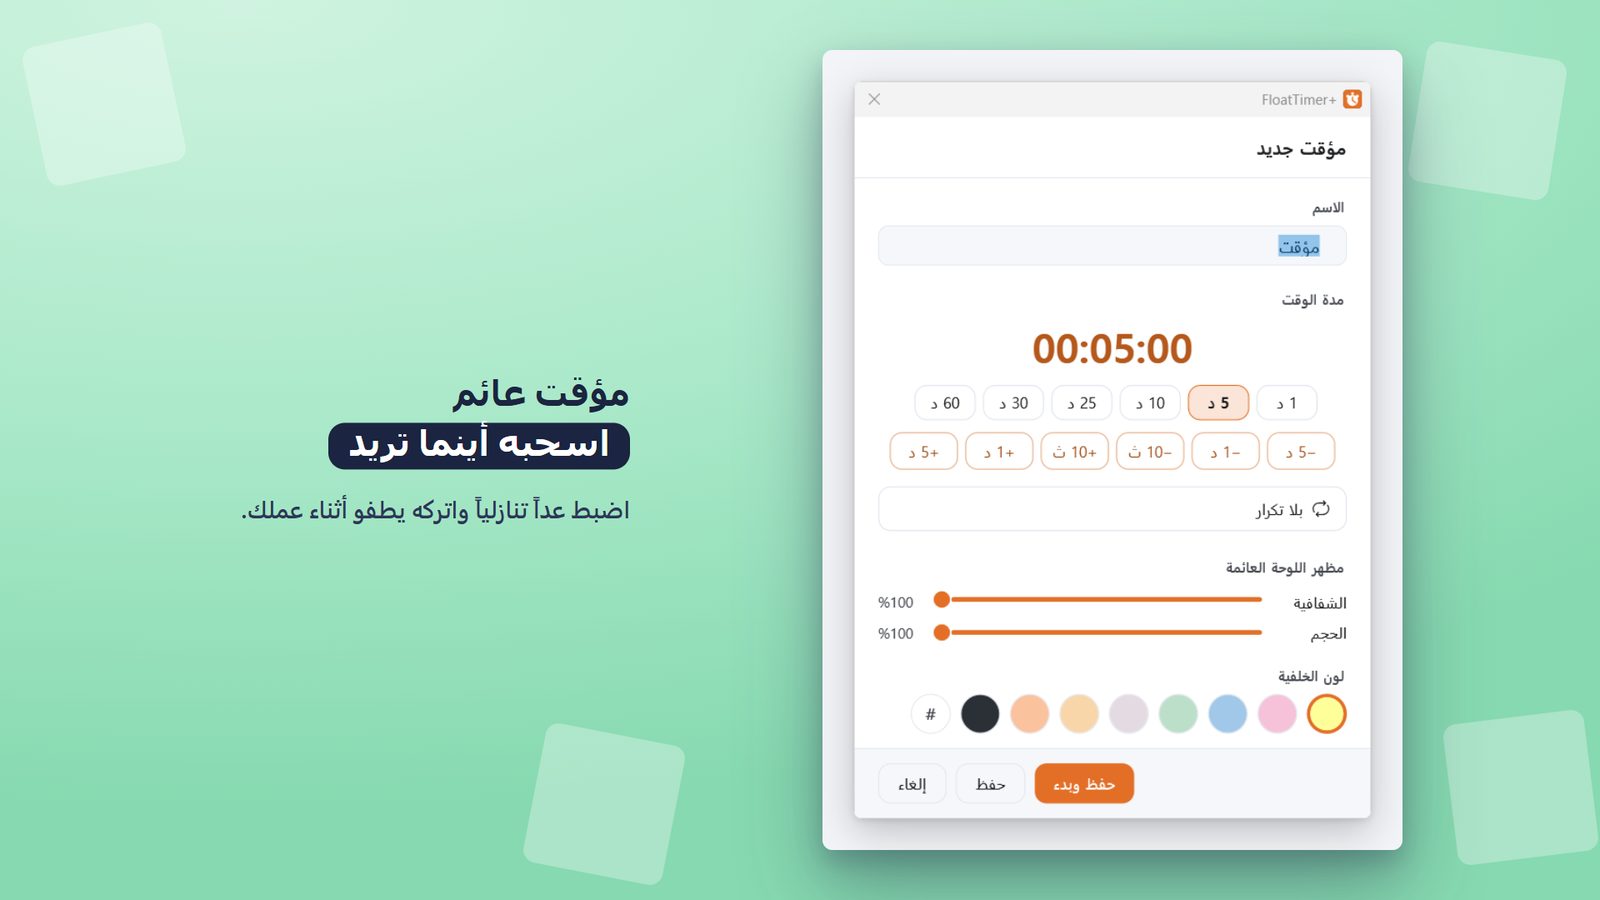 مؤقت عائم
اسحبه أينما تريد
اضبط عداً تنازلياً واتركه يطفو أثناء عملك.
FloatTimer+
مؤقت جديد
الاسم
مؤقت
مدة الوقت
00:05:00
1 د 5 د 10 د 25 د 30 د 60 د
−5 د −1 د −10 ث +10 ث +1 د +5 د
بلا تكرار
مظهر اللوحة العائمة
الشفافية %100
الحجم %100
لون الخلفية
#
حفظ وبدء حفظ إلغاء